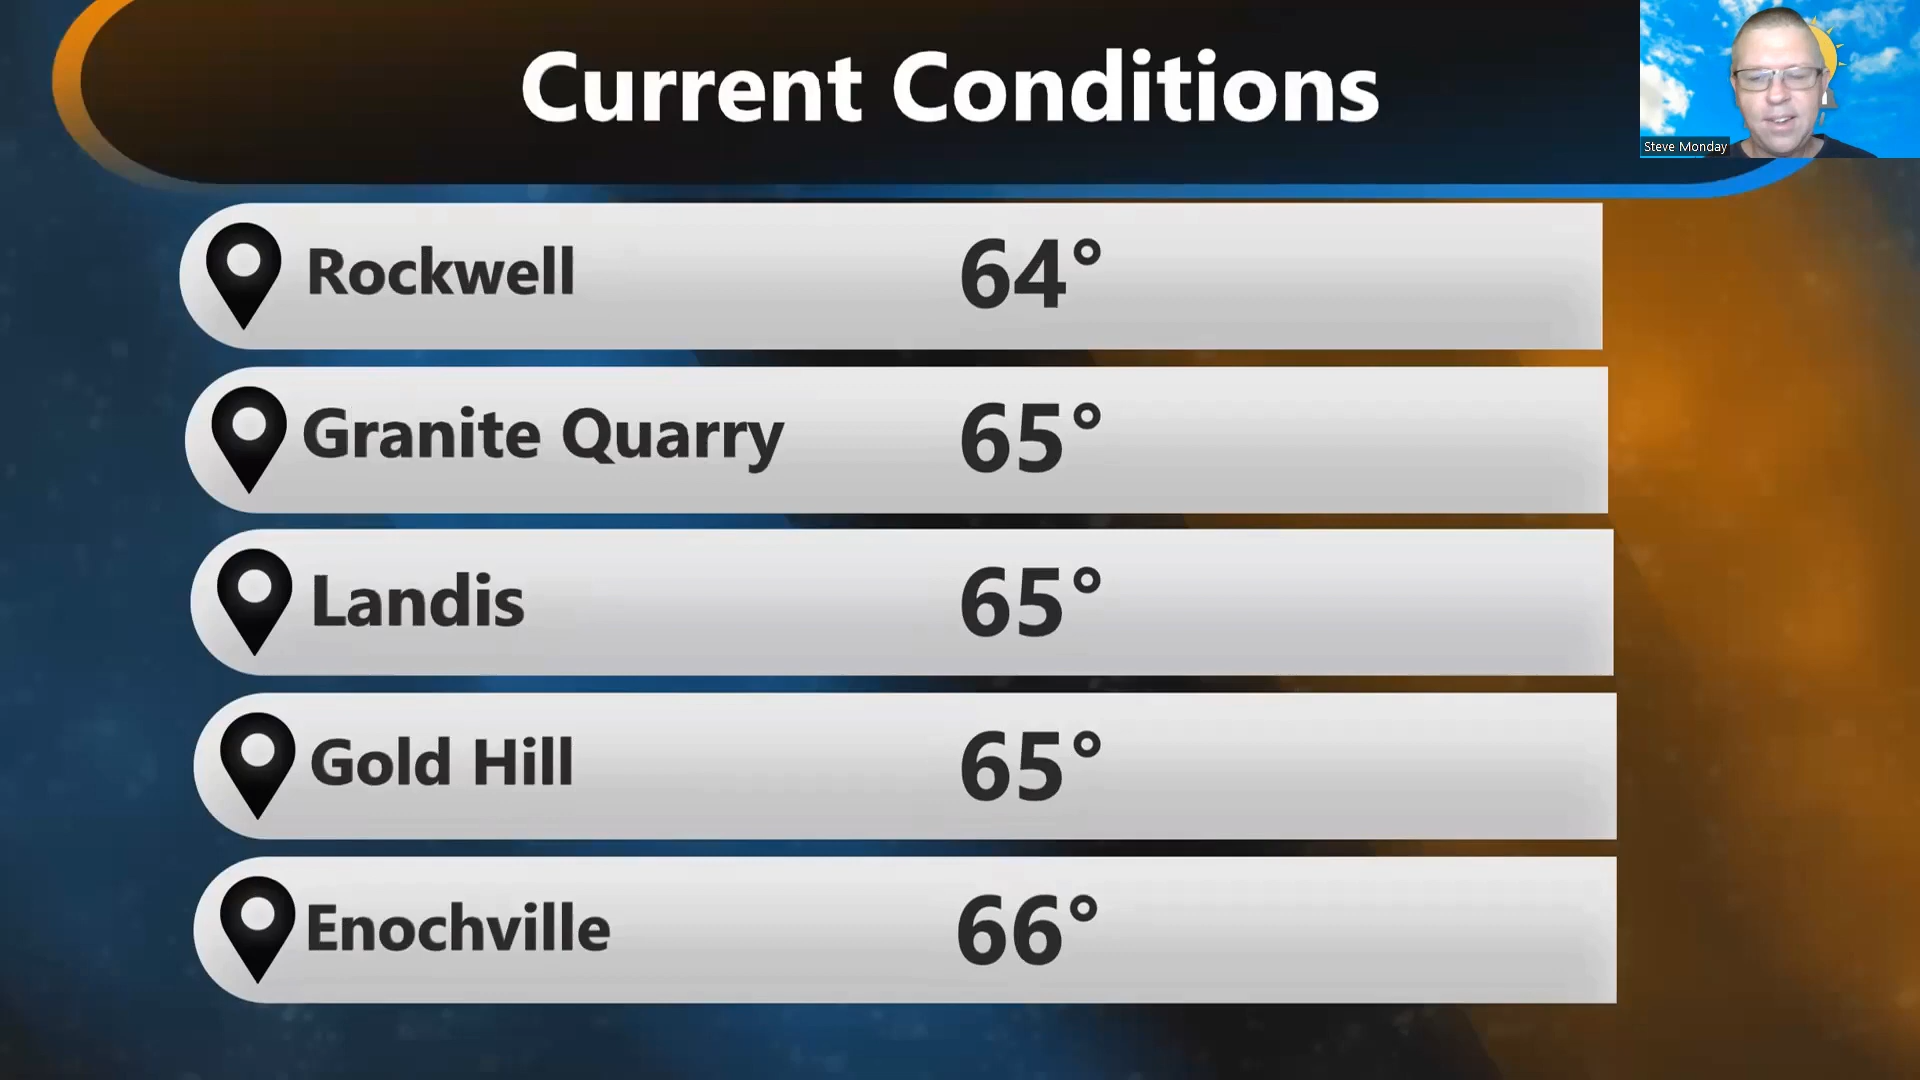 Current Conditions
Steve Monday
Rockwell 64°
Granite Quarry 65°
Landis 65°
Gold Hill 65°
Enochville 66°